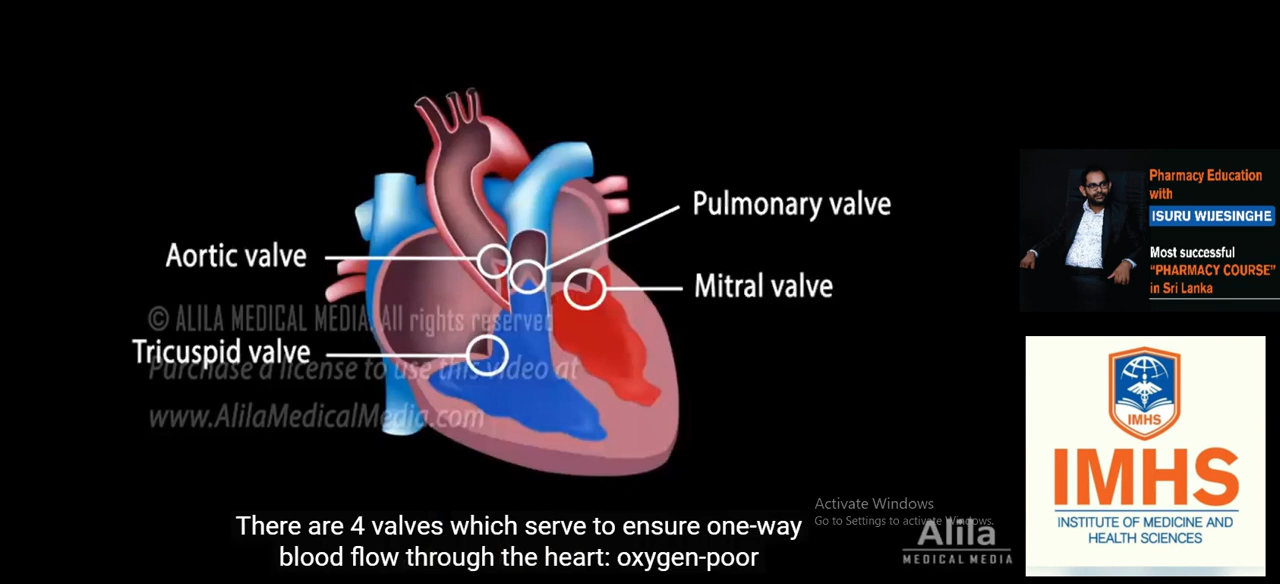 Pulmonary valve
Aortic valve
Mitral valve
© ALILA MEDICAL MEDIA, All rights reserved
Tricuspid valve
Purchase a license to use this video at
www.AlilaMedicalMedia.com
There are 4 valves which serve to ensure one-way
blood flow through the heart: oxygen-poor
Activate Windows
Go to Settings to activate Windows.
Alila
MEDICAL MEDIA
Pharmacy Education
with
ISURU WIJESINGHE
Most successful
"PHARMACY COURSE"
in Sri Lanka
IMHS
IMHS
INSTITUTE OF MEDICINE AND
HEALTH SCIENCES